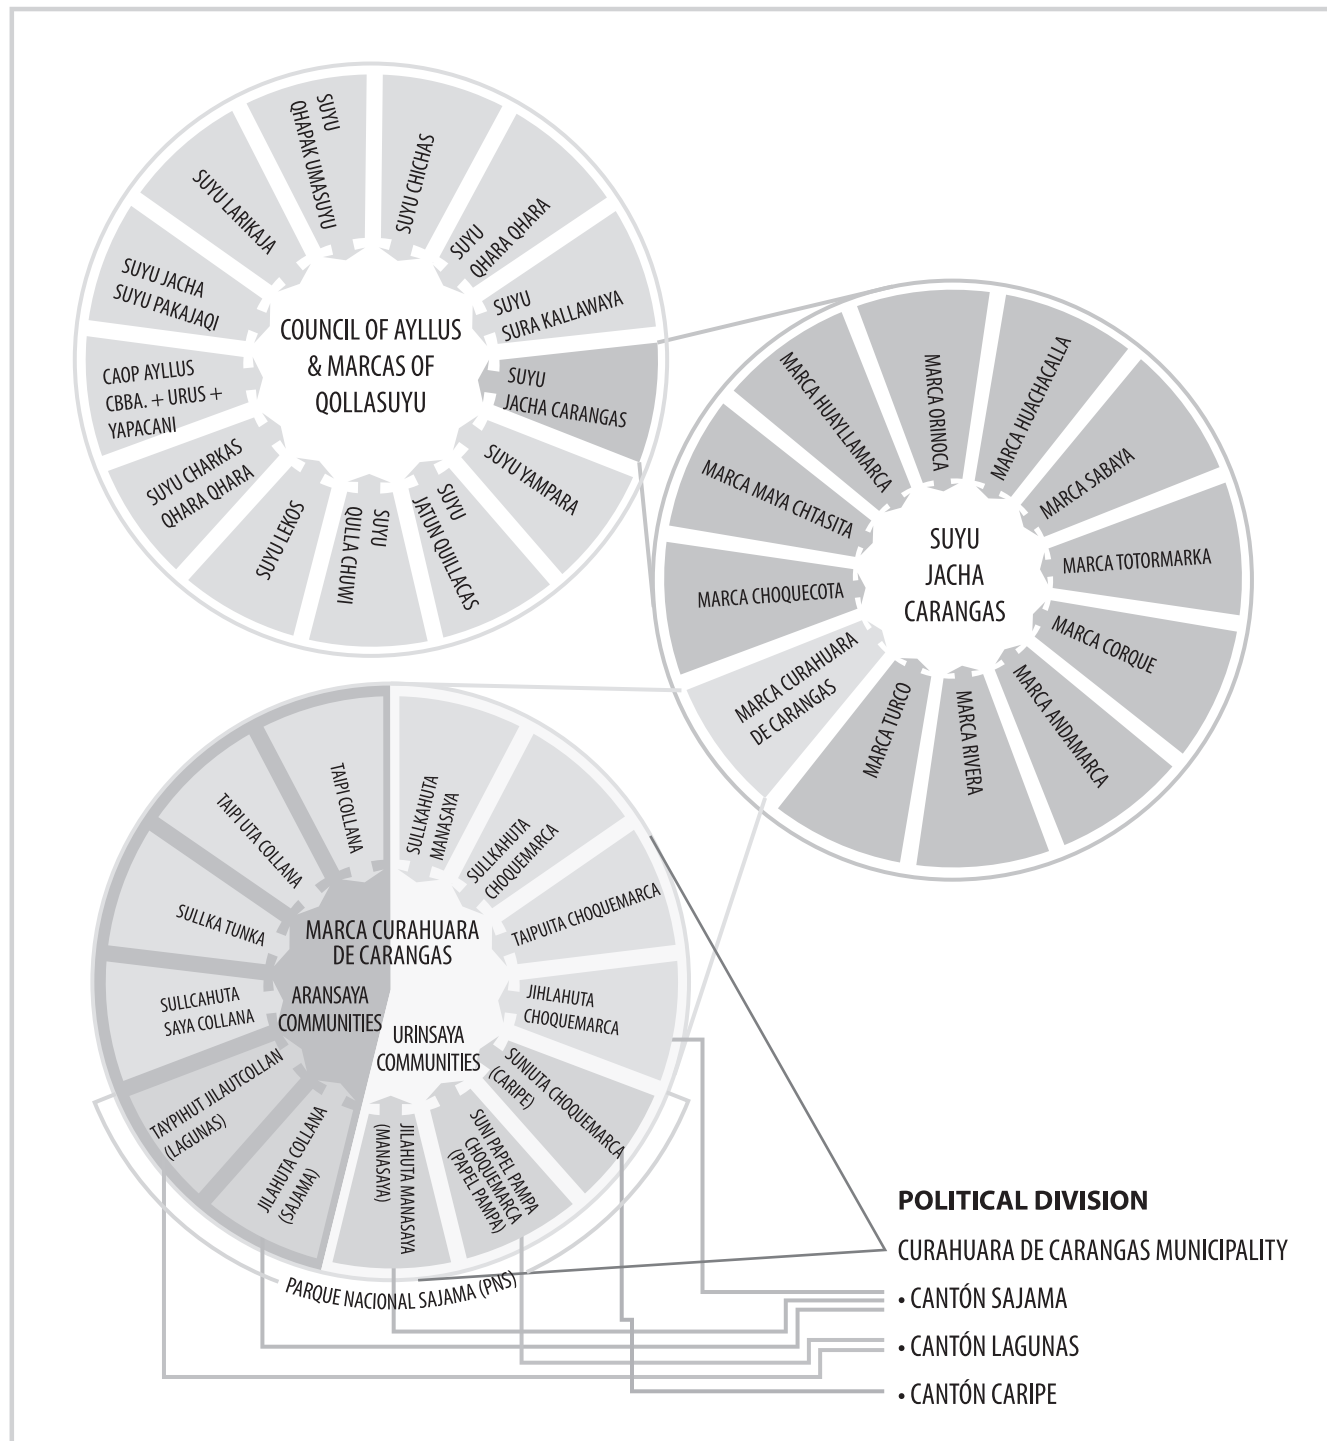 SUYU
QHAPAK UMASUYU
SUYU CHICHAS
SUYU
QHARA QHARA
SUYU
SURA KALLAWAYA
SUYU
JACHA CARANGAS
SUYU YAMPARA
SUYU
JATUN QUILLACAS
SUYU
QULLA CHUWI
SUYU LEKOS
SUYU CHARKAS
QHARA QHARA
CAOP AYLLUS
CBBA. + URUS +
YAPACANI
SUYU JACHA
SUYU PAKAJAQI
SUYU LARIKAJA
COUNCIL OF AYLLUS
& MARCAS OF
QOLLASUYU
MARCA ORINOCA
MARCA HUACHACALLA
MARCA SABAYA
MARCA TOTORMARKA
MARCA CORQUE
MARCA ANDAMARCA
MARCA RIVERA
MARCA TURCO
MARCA CURAHUARA
DE CARANGAS
MARCA CHOQUECOTA
MARCA MAYA CHTASITA
MARCA HUAYLLAMARCA
SUYU
JACHA
CARANGAS
SULLKAHUTA
MANASAYA
SULLKAHUTA
CHOQUEMARCA
TAIPUITA CHOQUEMARCA
JIHLAHUTA
CHOQUEMARCA
SUNIUTA CHOQUEMARCA
(CARIPE)
SUNI PAPEL PAMPA
CHOQUEMARCA
(PAPEL PAMPA)
JILAHUTA MANASAYA
(MANASAYA)
JILAHUTA COLLANA
(SAJAMA)
TAYPIHUT JILAUTCOLLAN
(LAGUNAS)
SULLCAHUTA
SAYA COLLANA
SULLKA TUNKA
TAIPI UTA COLLANA
TAIPI COLLANA
MARCA CURAHUARA
DE CARANGAS
ARANSAYA
COMMUNITIES
URINSAYA
COMMUNITIES
PARQUE NACIONAL SAJAMA (PNS)
POLITICAL DIVISION
CURAHUARA DE CARANGAS MUNICIPALITY
• CANTÓN SAJAMA
• CANTÓN LAGUNAS
• CANTÓN CARIPE